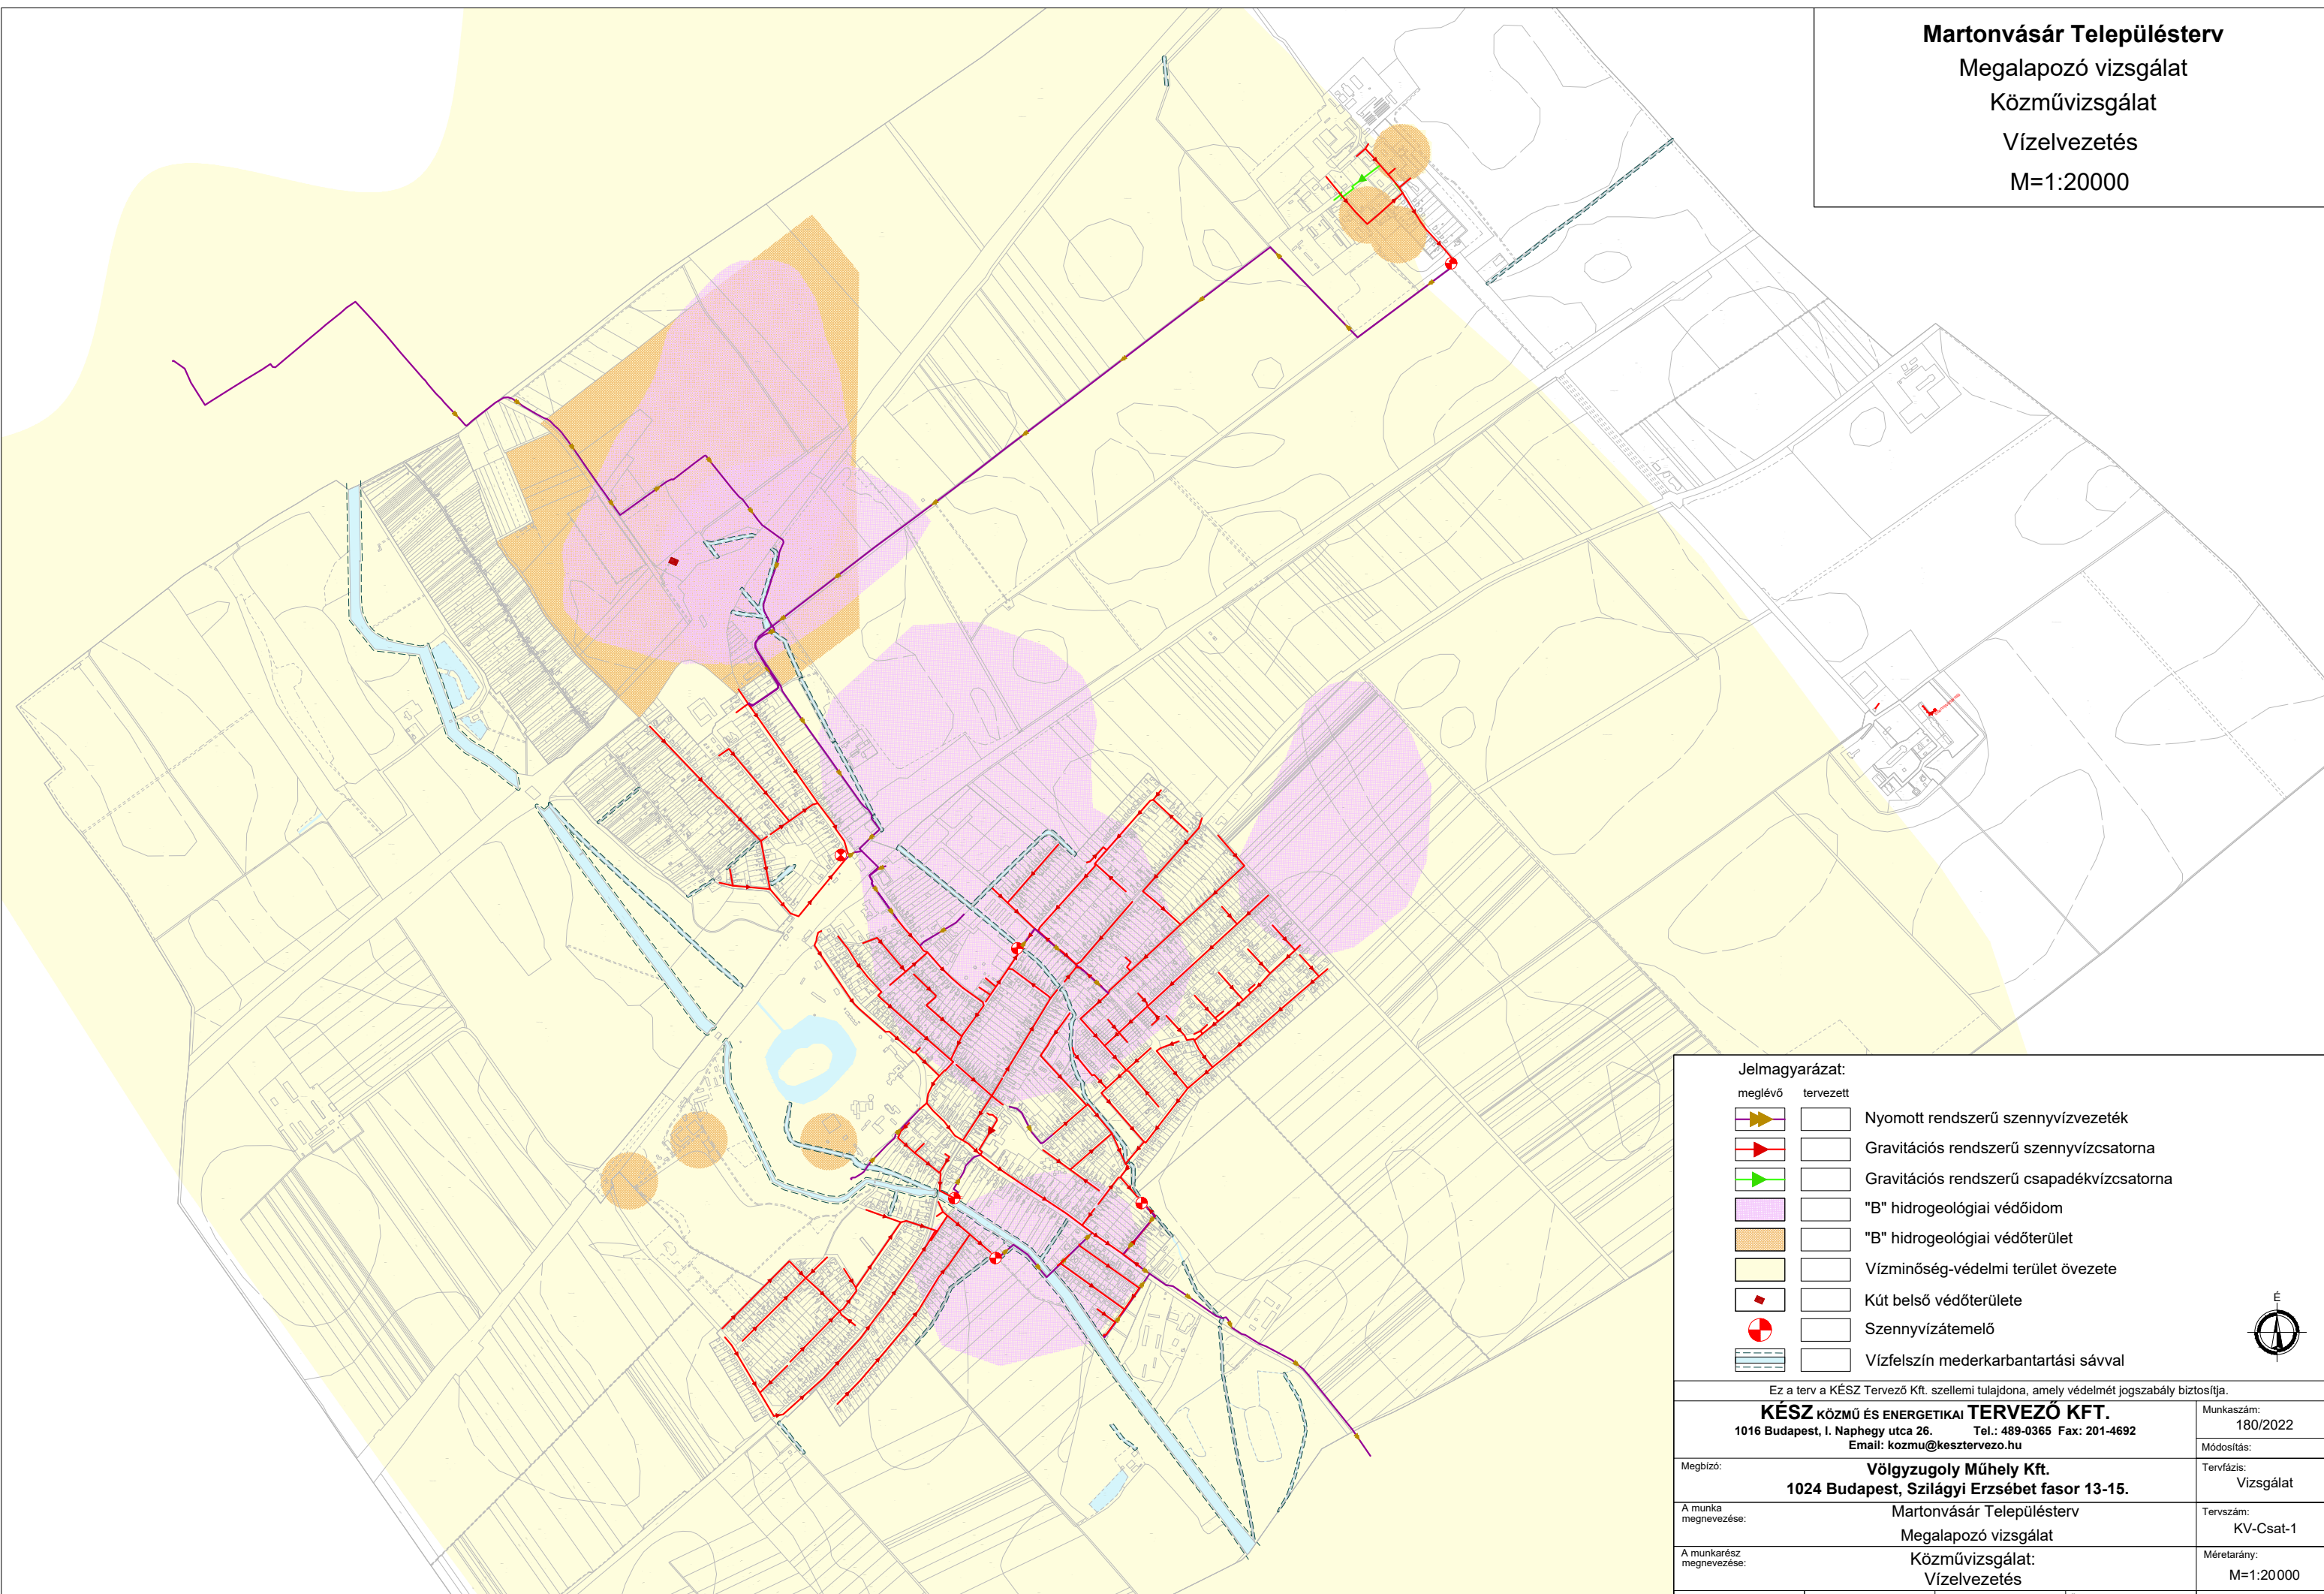 Martonvásár Településterv
Megalapozó vizsgálat
Közművizsgálat
Vízelvezetés
M=1:20000
Jelmagyarázat:
meglévő tervezett
Nyomott rendszerű szennyvízvezeték
Gravitációs rendszerű szennyvízcsatorna
Gravitációs rendszerű csapadékvízcsatorna
"B" hidrogeológiai védőidom
"B" hidrogeológiai védőterület
Vízminőség-védelmi terület övezete
Kút belső védőterülete
Szennyvízátemelő
Vízfelszín mederkarbantartási sávval
É
Ez a terv a KÉSZ Tervező Kft. szellemi tulajdona, amely védelmét jogszabály biztosítja.
KÉSZ KÖZMŰ ÉS ENERGETIKAI TERVEZŐ KFT.
1016 Budapest, I. Naphegy utca 26. Tel.: 489-0365 Fax: 201-4692
Email: kozmu@kesztervezo.hu
Munkaszám:
180/2022
Módosítás:
Megbízó:
Völgyzugoly Műhely Kft.
1024 Budapest, Szilágyi Erzsébet fasor 13-15.
Tervfázis:
Vizsgálat
A munka
megnevezése:
Martonvásár Településterv
Megalapozó vizsgálat
Tervszám:
KV-Csat-1
A munkarész
megnevezése:
Közművizsgálat:
Vízelvezetés
Méretarány:
M=1:20000